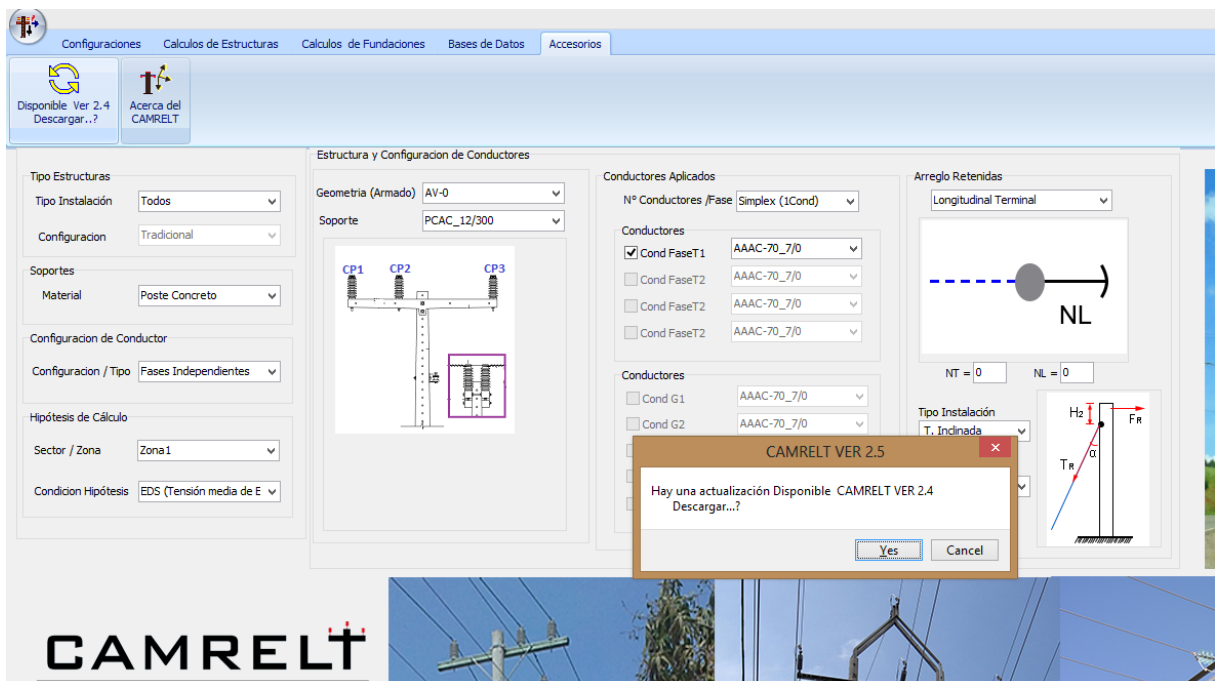 Configuraciones Calculos de Estructuras Calculos de Fundaciones Bases de Datos Accesorios
Disponible Ver 2.4
Descargar..?
Acerca del
CAMRELT
Tipo Estructuras
Tipo Instalación Todos
Configuracion Tradicional
Soportes
Material Poste Concreto
Configuracion de Conductor
Configuracion / Tipo Fases Independientes
Hipótesis de Cálculo
Sector / Zona Zona1
Condicion Hipótesis EDS (Tensión media de E
Estructura y Configuracion de Conductores
Geometria (Armado) AV-0
Soporte PCAC_12/300
CP1 CP2 CP3
Conductores Aplicados
Nº Conductores /Fase Simplex (1Cond)
Conductores
Cond FaseT1 AAAC-70_7/0
Cond FaseT2 AAAC-70_7/0
Cond FaseT2 AAAC-70_7/0
Cond FaseT2 AAAC-70_7/0
Conductores
Cond G1 AAAC-70_7/0
Cond G2 AAAC-70_7/0
Arreglo Retenidas
Longitudinal Terminal
NL
NT = 0 NL = 0
Tipo Instalación
T. Inclinada
H2
FR
α
TR
CAMRELT VER 2.5
Hay una actualización Disponible CAMRELT VER 2.4
Descargar...?
Yes Cancel
CAMRELT